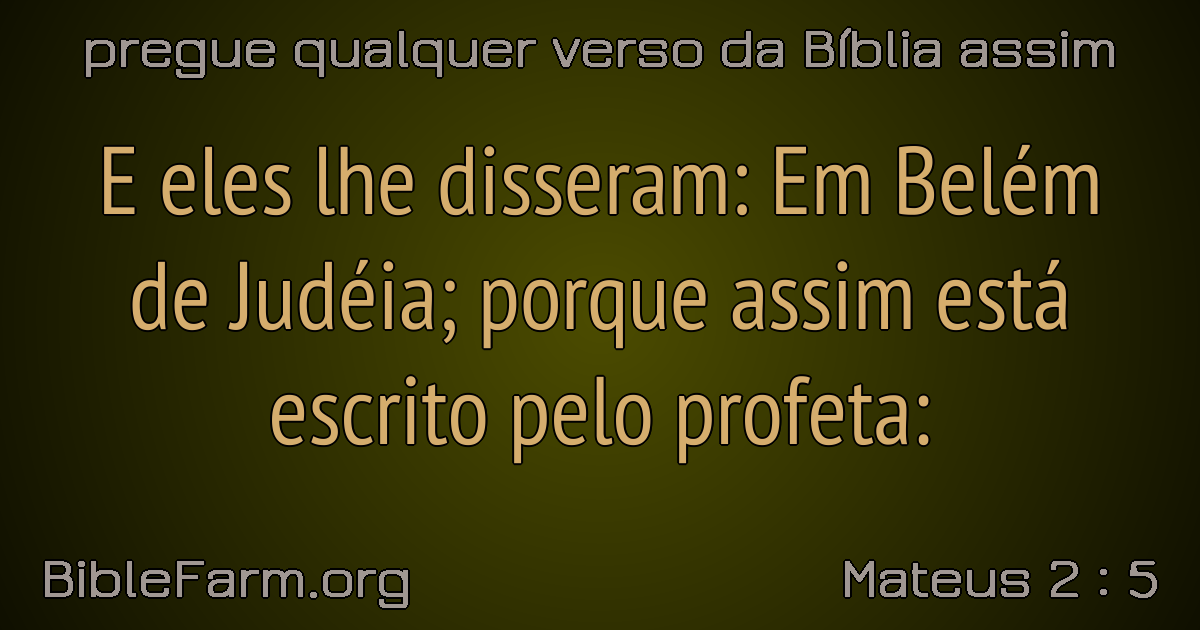 pregue qualquer verso da Bíblia assim
E eles lhe disseram: Em Belém
de Judéia; porque assim está
escrito pelo profeta:
BibleFarm.org
Mateus 2 : 5